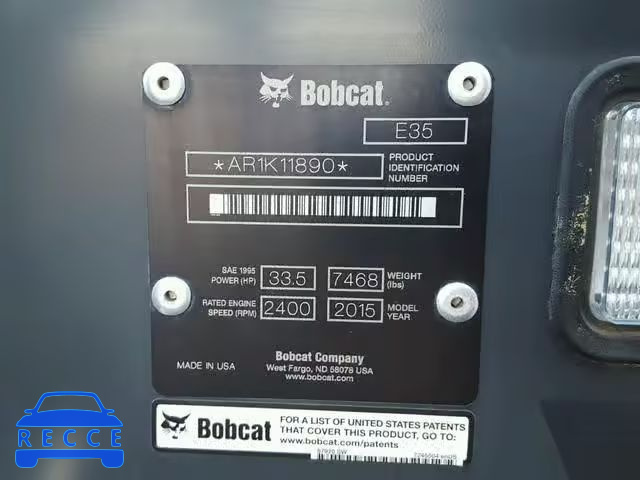 Bobcat.
E35
*AR1K11890*
PRODUCT
IDENTIFICATION
NUMBER
SAE 1995
POWER (HP)
33.5
7468
WEIGHT
(lbs)
RATED ENGINE
SPEED (RPM)
2400
2015
MODEL
YEAR
MADE IN USA
Bobcat Company
West Fargo, ND 58078 USA
www.bobcat.com
Bobcat
FOR A LIST OF UNITED STATES PATENTS
THAT COVER THIS PRODUCT, GO TO:
www.bobcat.com/patents
RECCE